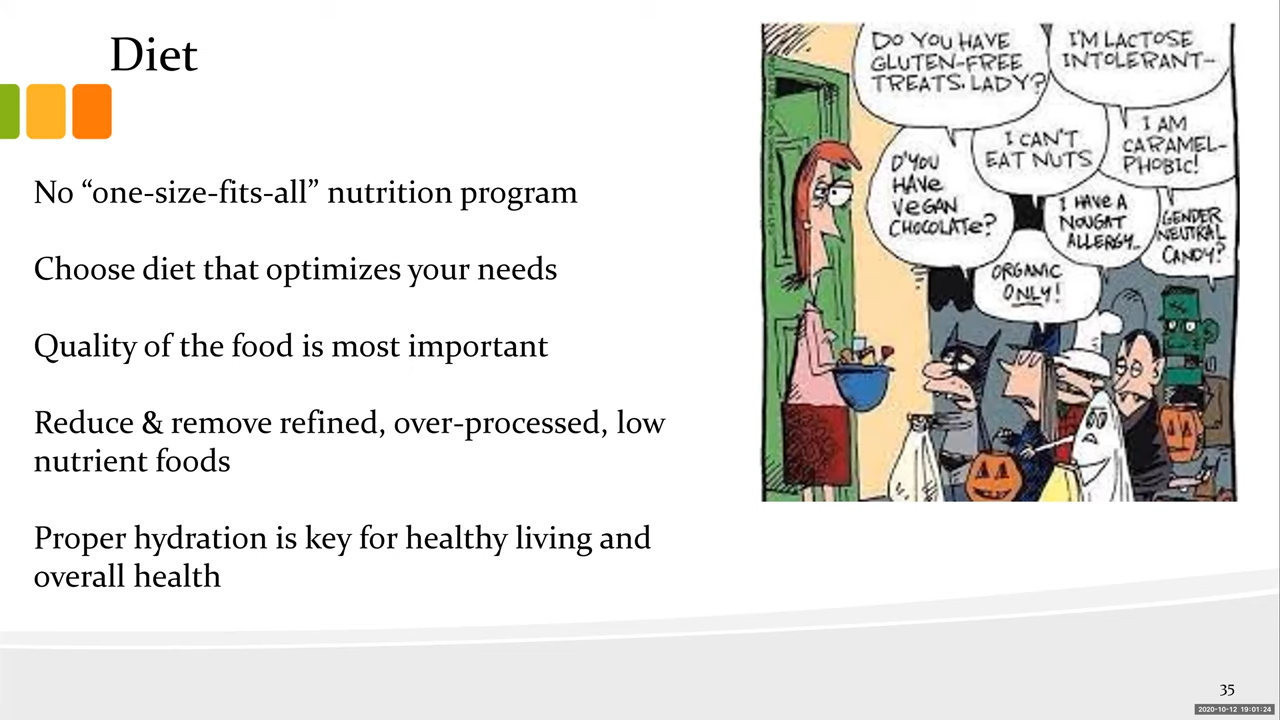 Diet
No “one-size-fits-all” nutrition program
Choose diet that optimizes your needs
Quality of the food is most important
Reduce & remove refined, over-processed, low
nutrient foods
Proper hydration is key for healthy living and
overall health
DO YOU HAVE
GLUTEN-FREE
TREATS, LADY?
I'M LACTOSE
INTOLERANT-
I CAN'T
EAT NUTS
I AM
CARAMEL-
PHOBIC!
D'YOU
HAVe
VeGAN
CHOCOLATe?
I HAVE A
NOUGAT
ALLERGY...
GENDER
NEUTRAL
CANDY?
ORGANIC
ONLY!
35
2020-10-12 19:01:24